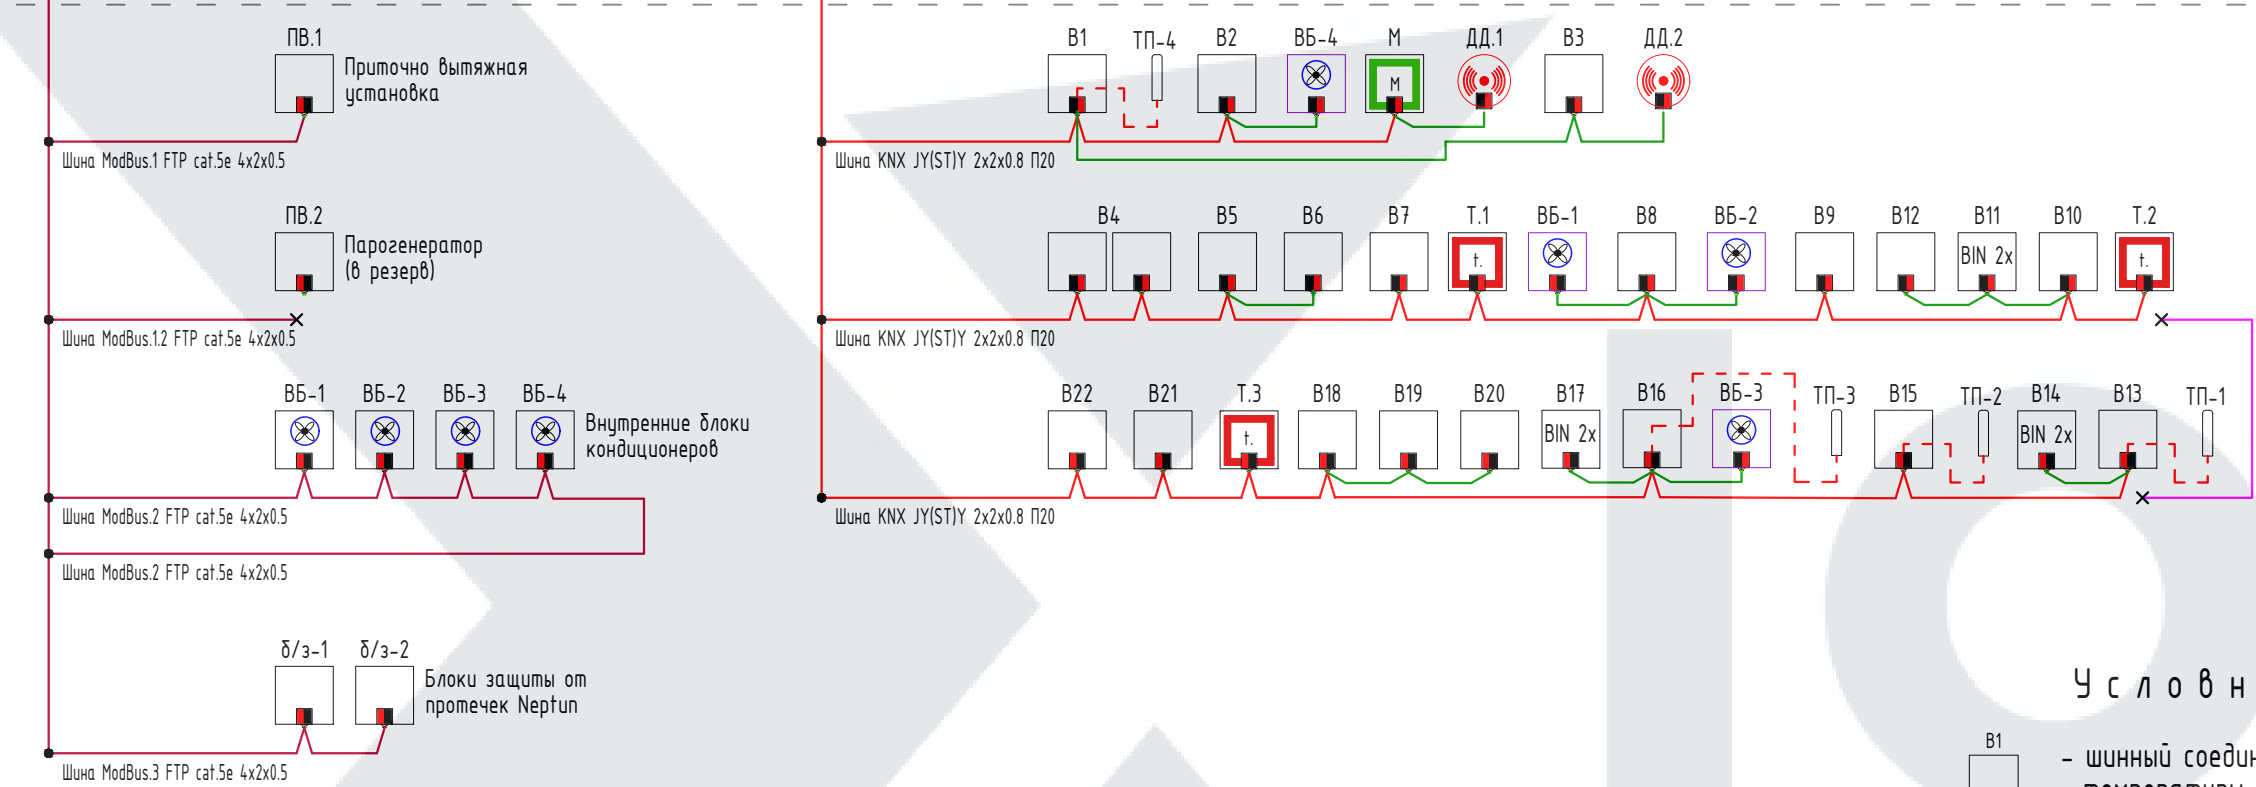 ПВ.1
Приточно вытяжная
установка
Шина ModBus.1 FTP cat.5e 4x2x0.5
ПВ.2
Парогенератор
(в резерв)
Шина ModBus.1.2 FTP cat.5e 4x2x0.5
ВБ-1 ВБ-2 ВБ-3 ВБ-4
Внутренние блоки
кондиционеров
Шина ModBus.2 FTP cat.5e 4x2x0.5
Шина ModBus.2 FTP cat.5e 4x2x0.5
б/з-1 б/з-2
Блоки защиты от
протечек Neptun
Шина ModBus.3 FTP cat.5e 4x2x0.5
В1 ТП-4 В2 ВБ-4 М ДД.1 В3 ДД.2
М
Шина KNX JY(ST)Y 2x2x0.8 П20
В4 В5 В6 В7 Т.1 ВБ-1 В8 ВБ-2 В9 В12 В11 В10 Т.2
t. BIN 2x t.
Шина KNX JY(ST)Y 2x2x0.8 П20
В22 В21 Т.3 В18 В19 В20 В17 В16 ВБ-3 ТП-3 В15 ТП-2 В14 В13 ТП-1
t. BIN 2x BIN 2x
Шина KNX JY(ST)Y 2x2x0.8 П20
Условн
В1
- шинный соедин